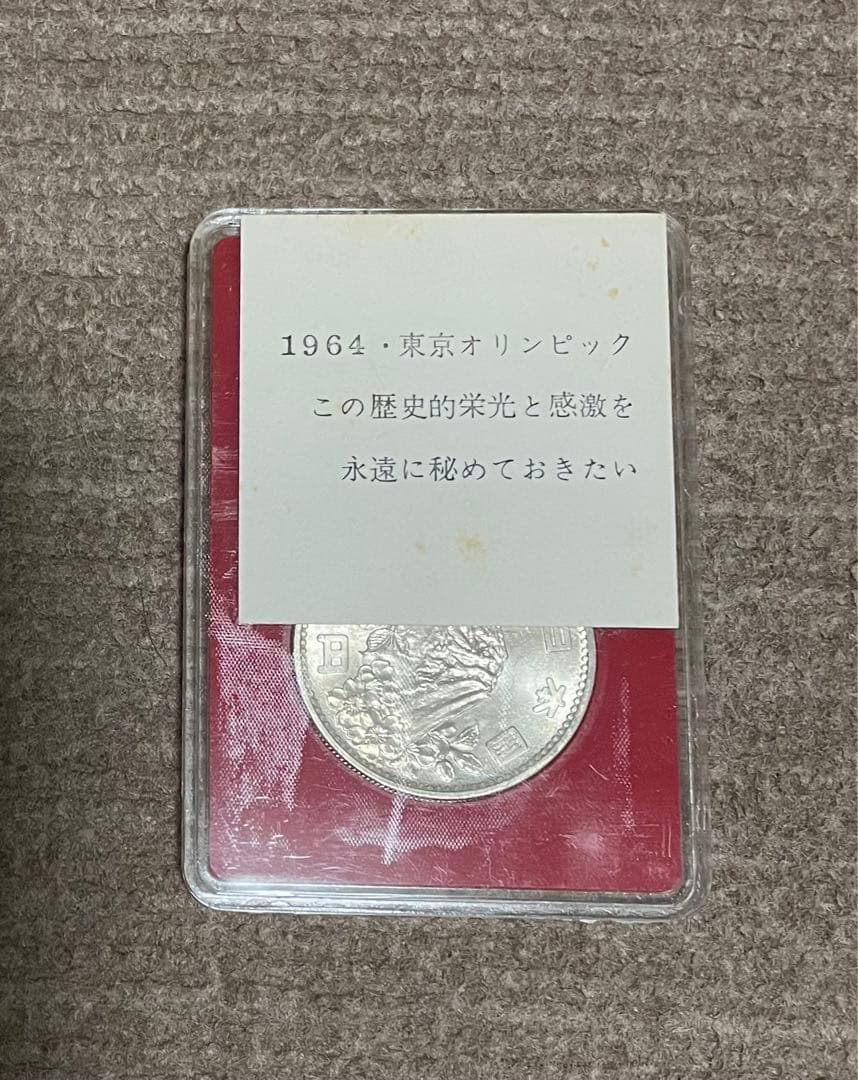 1964・東京オリンピック
この歴史的栄光と感激を
永遠に秘めておきたい
日
本
国